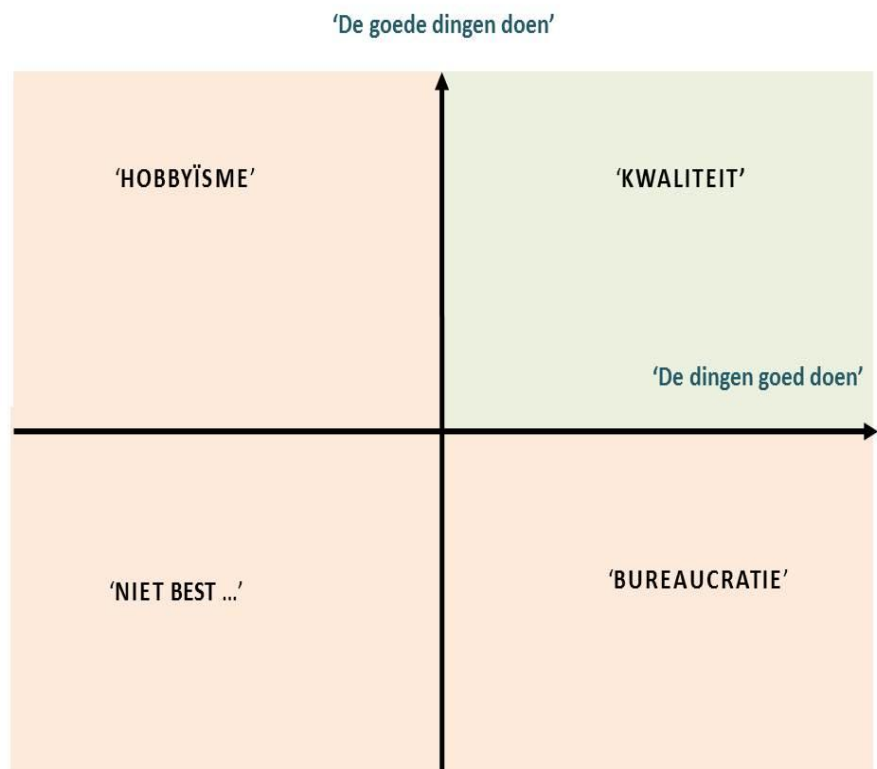 ‘De goede dingen doen’
‘HOBBYÏSME’
‘KWALITEIT’
‘De dingen goed doen’
‘NIET BEST ...’
‘BUREAUCRATIE’